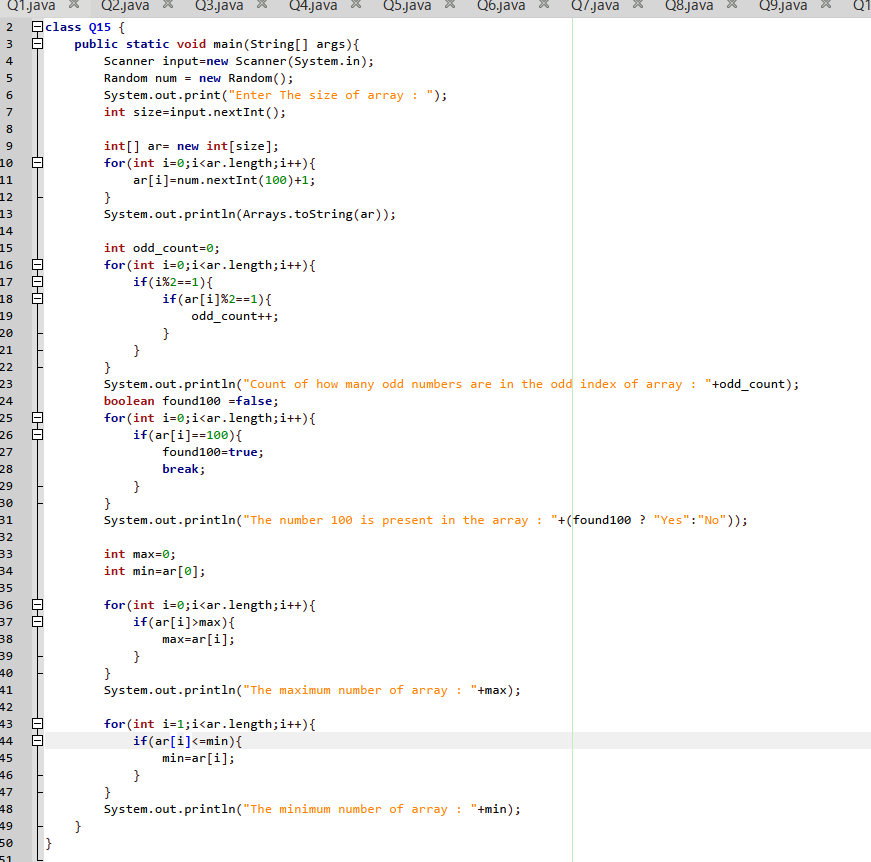 Q1.java Q2.java Q3.java Q4.java Q5.java Q6.java Q7.java Q8.java Q9.java Q1
2 class Q15 {
3 public static void main(String[] args){
4 Scanner input=new Scanner(System.in);
5 Random num = new Random();
6 System.out.print("Enter The size of array : ");
7 int size=input.nextInt();
8
9 int[] ar= new int[size];
10 for(int i=0;i<ar.length;i++){
11 ar[i]=num.nextInt(100)+1;
12 }
13 System.out.println(Arrays.toString(ar));
14
15 int odd_count=0;
16 for(int i=0;i<ar.length;i++){
17 if(i%2==1){
18 if(ar[i]%2==1){
19 odd_count++;
20 }
21 }
22 }
23 System.out.println("Count of how many odd numbers are in the odd index of array : "+odd_count);
24 boolean found100 =false;
25 for(int i=0;i<ar.length;i++){
26 if(ar[i]==100){
27 found100=true;
28 break;
29 }
30 }
31 System.out.println("The number 100 is present in the array : "+(found100 ? "Yes":"No"));
32
33 int max=0;
34 int min=ar[0];
35
36 for(int i=0;i<ar.length;i++){
37 if(ar[i]>max){
38 max=ar[i];
39 }
40 }
41 System.out.println("The maximum number of array : "+max);
42
43 for(int i=1;i<ar.length;i++){
44 if(ar[i]<=min){
45 min=ar[i];
46 }
47 }
48 System.out.println("The minimum number of array : "+min);
49 }
50 }
51